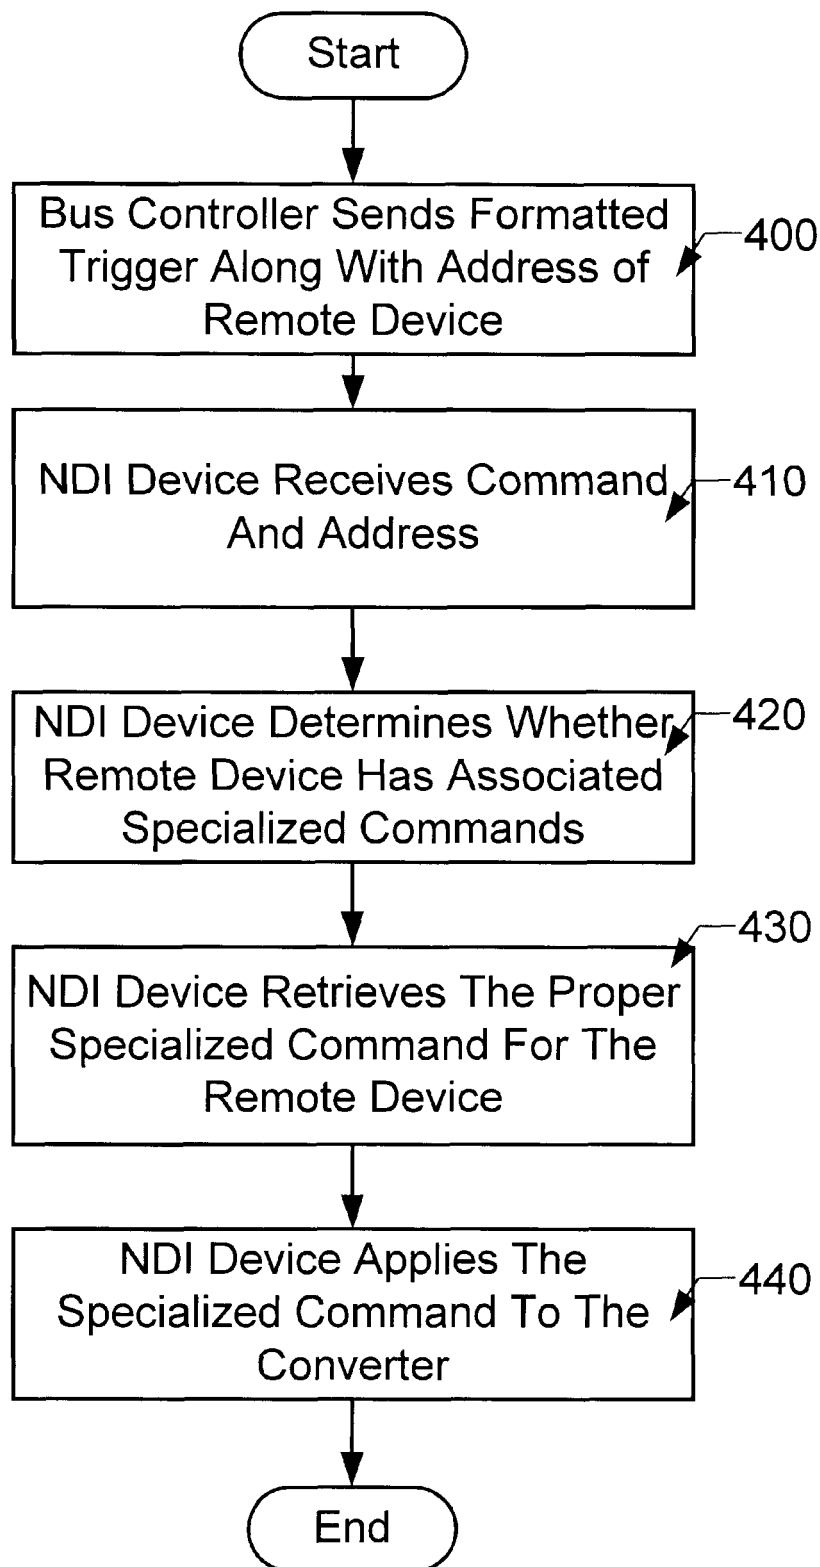 Start
Bus Controller Sends Formatted
Trigger Along With Address of
Remote Device
400
NDI Device Receives Command
And Address
410
NDI Device Determines Whether
Remote Device Has Associated
Specialized Commands
420
NDI Device Retrieves The Proper
Specialized Command For The
Remote Device
430
NDI Device Applies The
Specialized Command To The
Converter
440
End